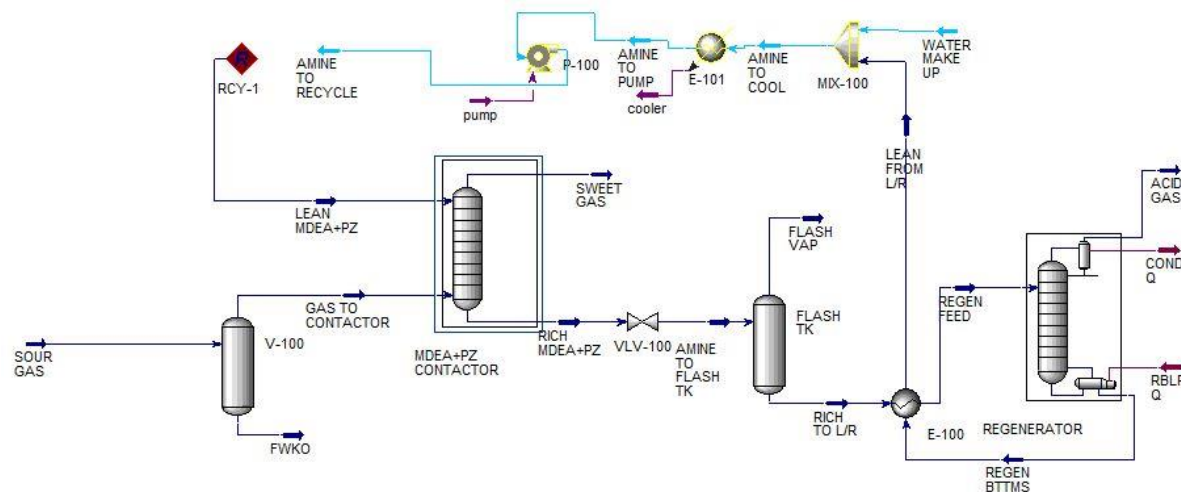 R
RCY-1
AMINE
TO
RECYCLE
P-100
pump
AMINE
TO
PUMP
E-101
cooler
AMINE
TO
COOL
MIX-100
WATER
MAKE
UP
LEAN
MDEA+PZ
SWEET
GAS
LEAN
FROM
L/R
ACID
GAS
COND
Q
FLASH
VAP
GAS TO
CONTACTOR
V-100
SOUR
GAS
FWKO
MDEA+PZ
CONTACTOR
RICH
MDEA+PZ
VLV-100
AMINE
TO
FLASH
TK
FLASH
TK
REGEN
FEED
RICH
TO L/R
E-100
REGENERATOR
RBLR
Q
REGEN
BTTMS